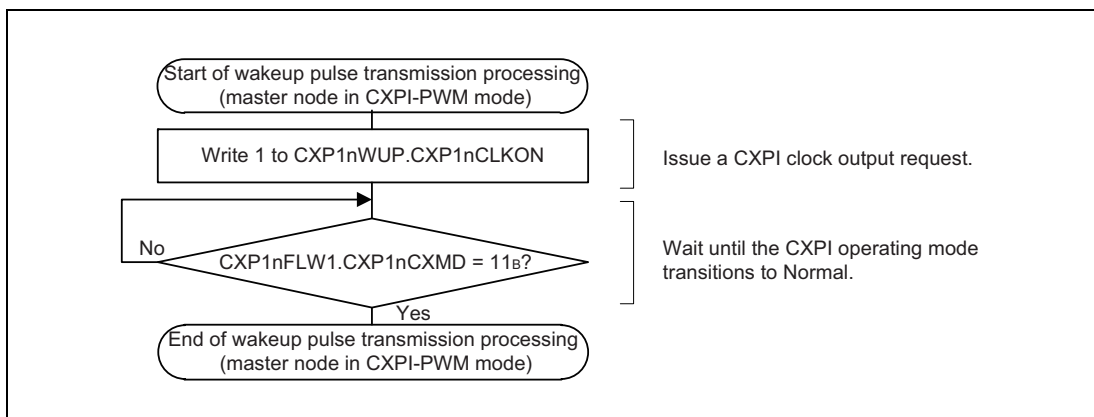 Start of wakeup pulse transmission processing
(master node in CXPI-PWM mode)
Write 1 to CXP1nWUP.CXP1nCLKON
Issue a CXPI clock output request.
No
CXP1nFLW1.CXP1nCXMD = 11B?
Wait until the CXPI operating mode
transitions to Normal.
Yes
End of wakeup pulse transmission processing
(master node in CXPI-PWM mode)